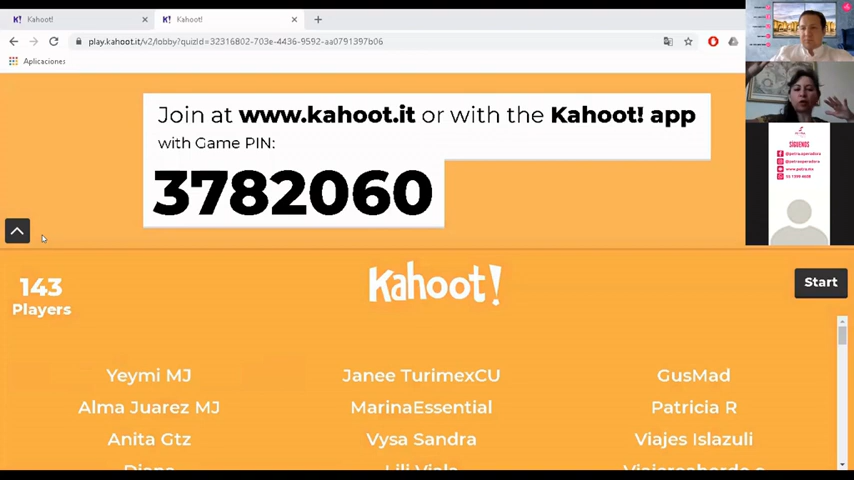 Kahoot!
Kahoot!
play.kahoot.it/v2/lobby?quizId=32316802-703e-4436-9592-aa0791397b06
Aplicaciones
Join at www.kahoot.it or with the Kahoot! app
with Game PIN:
3782060
SÍGUENOS
143
Players
Kahoot!
Start
Yeymi MJ
Janee TurimexCU
GusMad
Alma Juarez MJ
MarinaEssential
Patricia R
Anita Gtz
Vysa Sandra
Viajes Islazuli
Diana